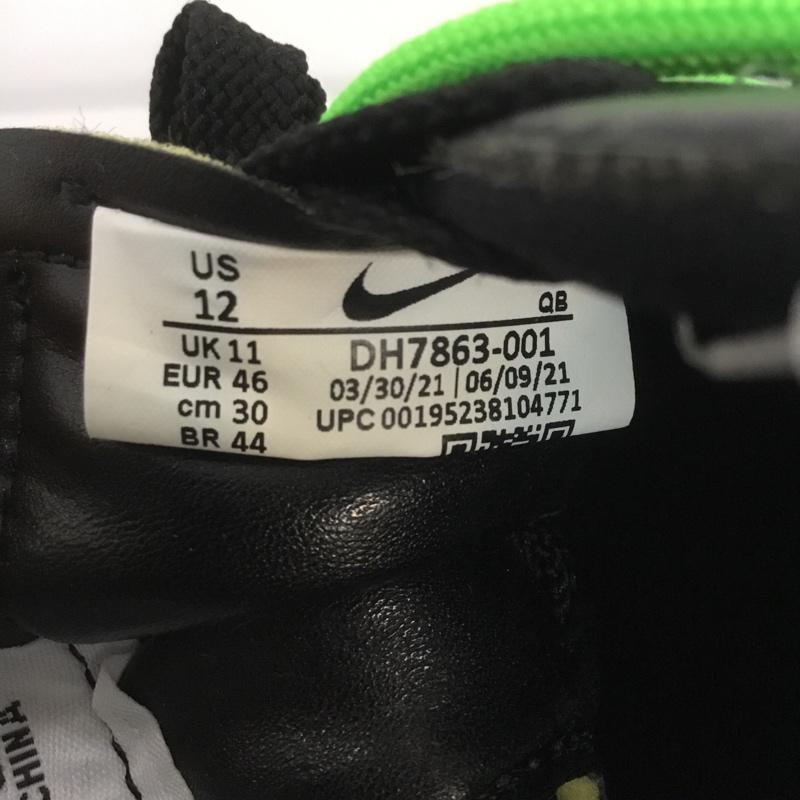 US
12
QB
UK 11
EUR 46
cm 30
BR 44
DH7863-001
03/30/21 | 06/09/21
UPC 00195238104771
CHINA